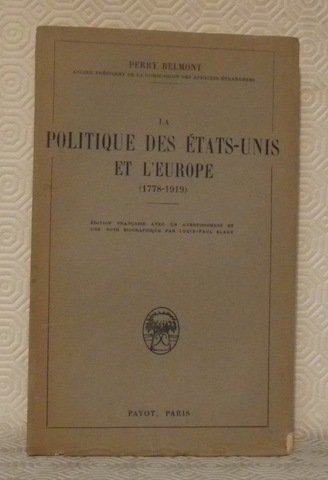 PERRY BELMONT
ANCIEN PRÉSIDENT DE LA COMMISSION DES AFFAIRES ÉTRANGÈRES
LA
POLITIQUE DES ÉTATS-UNIS
ET L'EUROPE
(1778-1919)
ÉDITION FRANÇAISE AVEC UN AVERTISSEMENT ET
UNE NOTE BIOGRAPHIQUE PAR LOUIS-PAUL ALAUX
PAYOT, PARIS